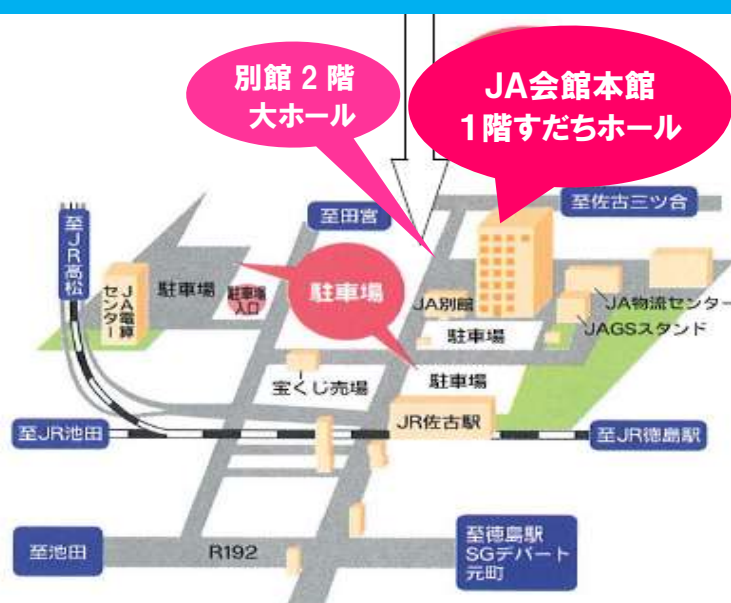 別館 2 階
大ホール
JA会館本館
1階すだちホール
至JR高松
至田宮
至佐古三ツ合
JA電算
センター
駐車場
駐車場
入口
駐車場
JA別館
JA物流センター
JAGSスタンド
駐車場
駐車場
宝くじ売場
JR佐古駅
至JR池田
至JR徳島駅
至池田
R192
至徳島駅
SGデパート
元町